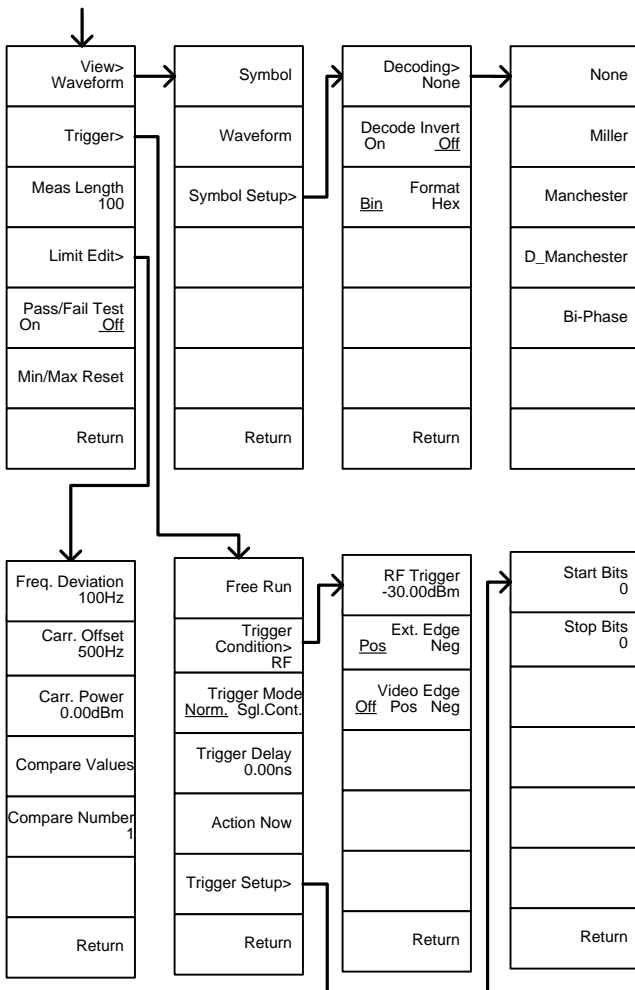 View>
Waveform
Trigger>
Meas Length
100
Limit Edit>
Pass/Fail Test
On Off
Min/Max Reset
Return
Symbol
Waveform
Symbol Setup>
Return
Decoding>
None
Decode Invert
On Off
Format
Bin Hex
Return
None
Miller
Manchester
D_Manchester
Bi-Phase
Freq. Deviation
100Hz
Carr. Offset
500Hz
Carr. Power
0.00dBm
Compare Values
Compare Number
1
Return
Free Run
Trigger
Condition>
RF
Trigger Mode
Norm. Sgl.Cont.
Trigger Delay
0.00ns
Action Now
Trigger Setup>
Return
RF Trigger
-30.00dBm
Ext. Edge
Pos Neg
Video Edge
Off Pos Neg
Return
Start Bits
0
Stop Bits
0
Return